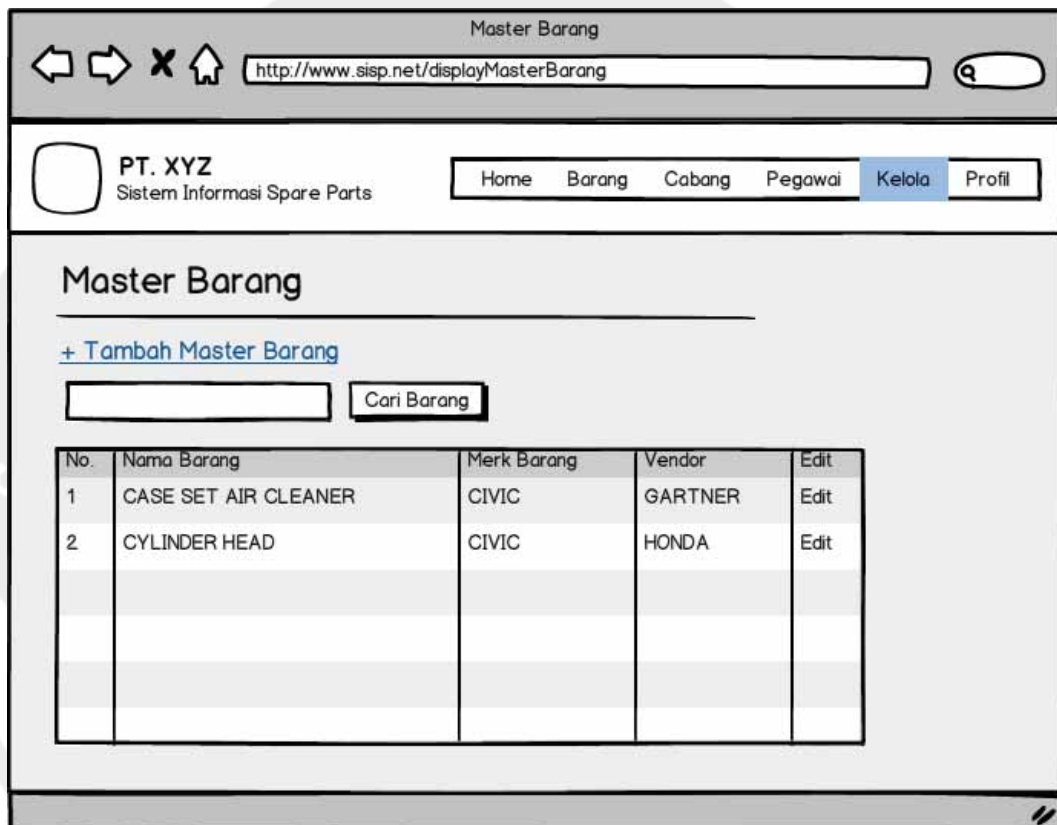 Master Barang
http://www.sisp.net/displayMasterBarang
PT. XYZ
Sistem Informasi Spare Parts
Home Barang Cabang Pegawai Kelola Profil
Master Barang
+ Tambah Master Barang
Cari Barang
No. Nama Barang Merk Barang Vendor Edit
1 CASE SET AIR CLEANER CIVIC GARTNER Edit
2 CYLINDER HEAD CIVIC HONDA Edit